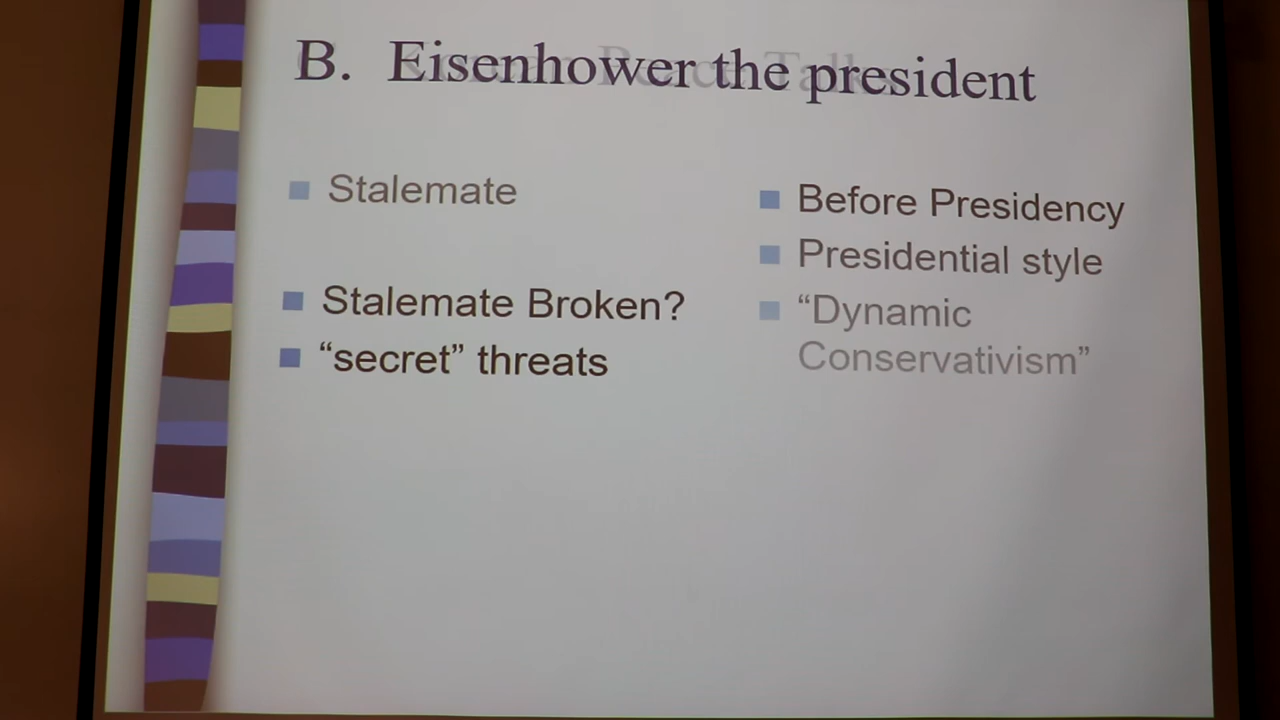 B. Eisenhower the president
Stalemate
Stalemate Broken?
“secret” threats
Before Presidency
Presidential style
“Dynamic
Conservativism”